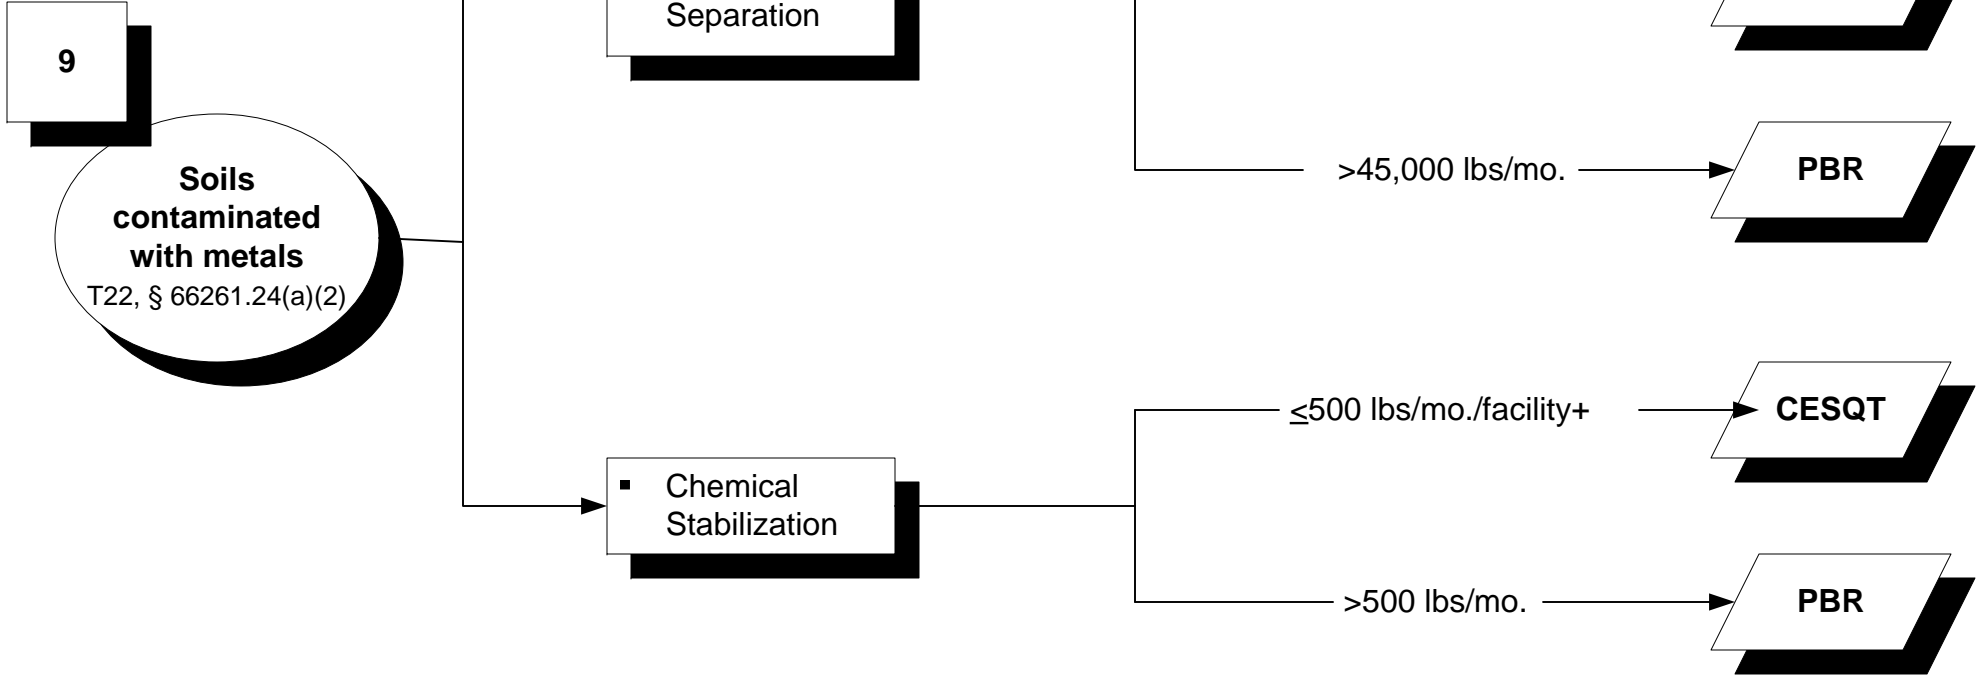 Separation
9
>45,000 lbs/mo.
PBR
Soils
contaminated
with metals
T22, § 66261.24(a)(2)
≤500 lbs/mo./facility+
CESQT
▪ Chemical
Stabilization
>500 lbs/mo.
PBR